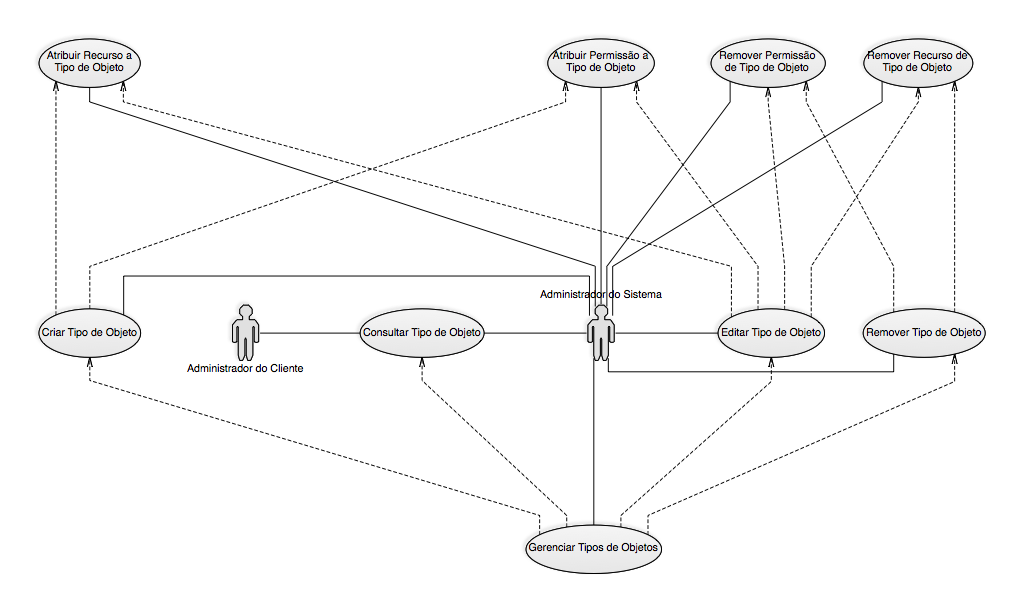 Atribuir Recurso a
Tipo de Objeto
Atribuir Permissão a
Tipo de Objeto
Remover Permissão
de Tipo de Objeto
Remover Recurso de
Tipo de Objeto
Administrador do Sistema
Criar Tipo de Objeto
Consultar Tipo de Objeto
Editar Tipo de Objeto
Remover Tipo de Objeto
Administrador do Cliente
Gerenciar Tipos de Objetos